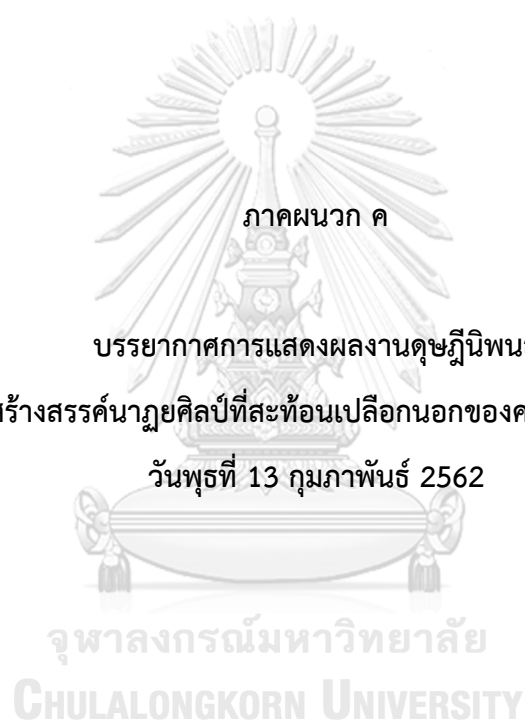 ภาคผนวก ค
บรรยากาศการแสดงผลงานดุษฎีนิพน
สร้างสรรค์นาฏยศิลป์ที่สะท้อนเปลือกนอกของ
วันพุธที่ 13 กุมภาพันธ์ 2562
จุฬาลงกรณ์มหาวิทยาลัย
CHULALONGKORN UNIVERSITY